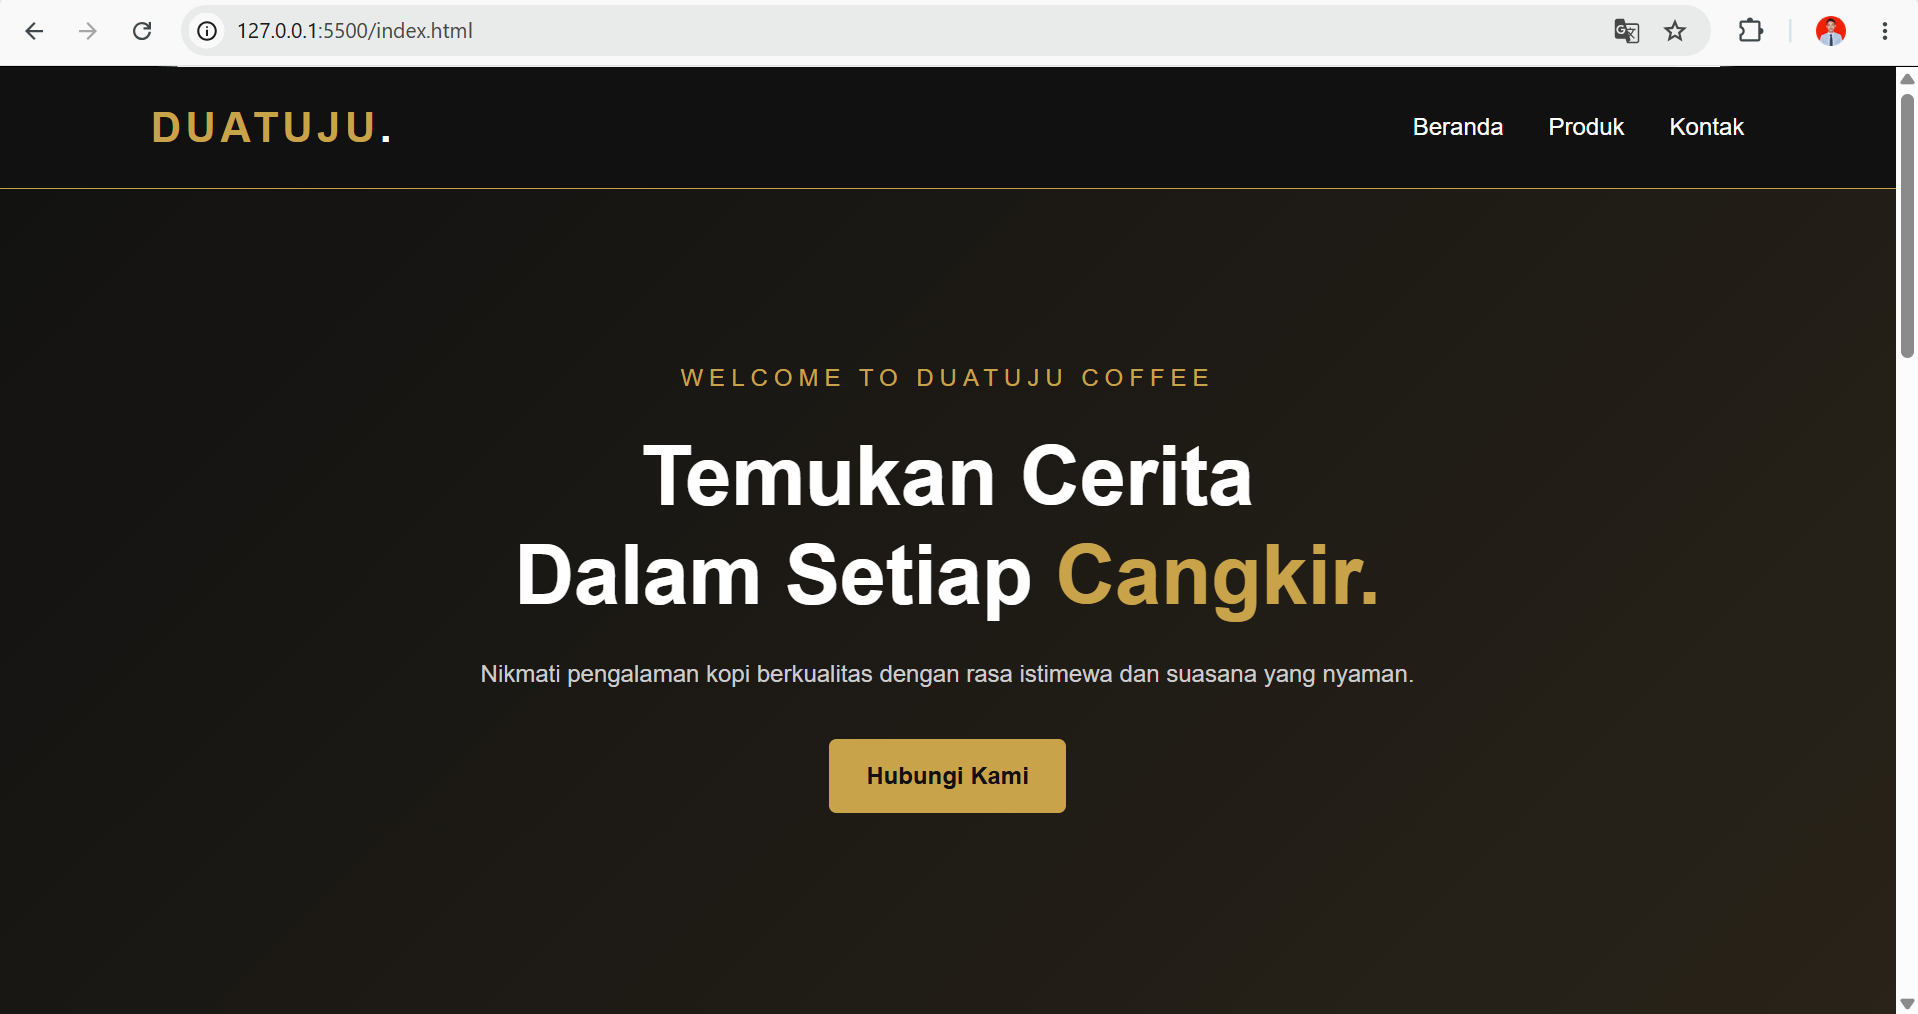 127.0.0.1:5500/index.html
DUATUJU.
Beranda Produk Kontak
WELCOME TO DUATUJU COFFEE
Temukan Cerita
Dalam Setiap Cangkir.
Nikmati pengalaman kopi berkualitas dengan rasa istimewa dan suasana yang nyaman.
Hubungi Kami